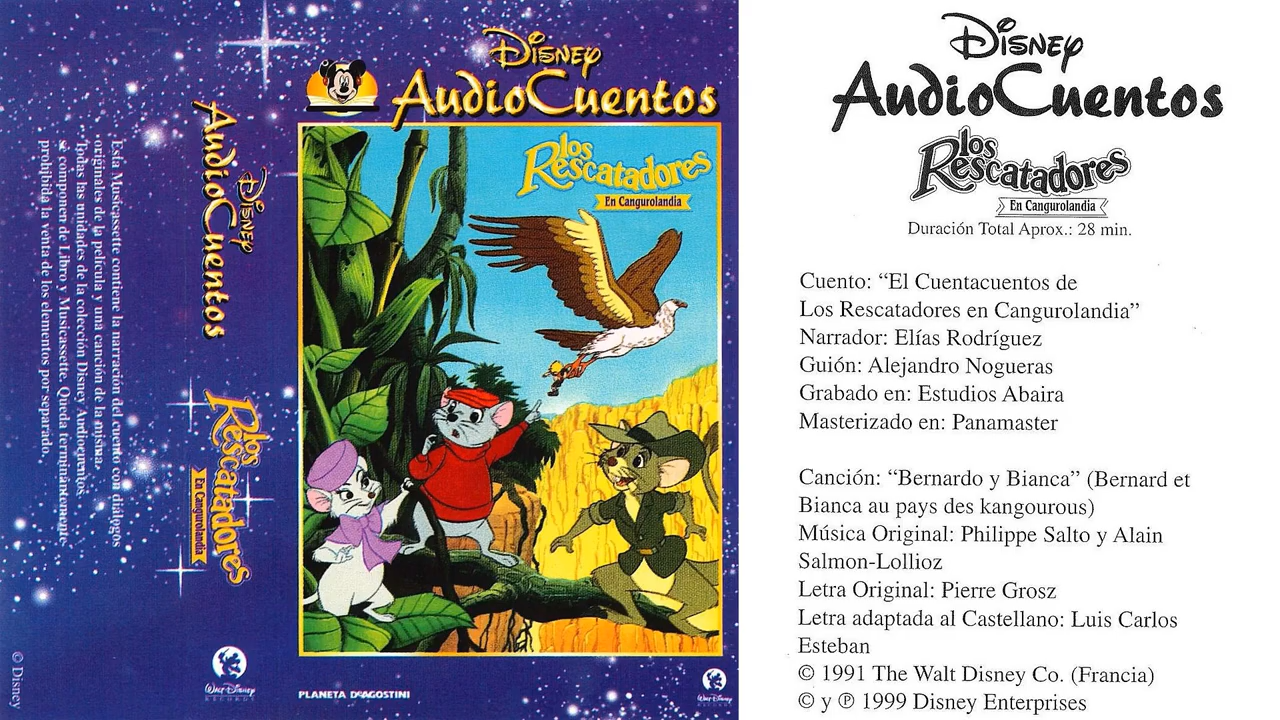 Esta Musicassette contiene la narración del cuento con diálogos
originales de la película y una canción de la misma.
Todas las unidades de la colección Disney Audiocuentos
se componen de Libro y Musicassette. Queda terminantemente
prohibida la venta de los elementos por separado.
© Disney
Disney
AudioCuentos
los
Rescatadores
En Cangurolandia
Walt Disney
RECORDS
Disney
AudioCuentos
los
Rescatadores
En Cangurolandia
PLANETA DEAGOSTINI
Walt Disney
RECORDS
Disney
AudioCuentos
los
Rescatadores
En Cangurolandia
Duración Total Aprox.: 28 min.
Cuento: “El Cuentacuentos de
Los Rescatadores en Cangurolandia”
Narrador: Elías Rodríguez
Guión: Alejandro Nogueras
Grabado en: Estudios Abaira
Masterizado en: Panamaster
Canción: “Bernardo y Bianca” (Bernard et
Bianca au pays des kangourous)
Música Original: Philippe Salto y Alain
Salmon-Lollioz
Letra Original: Pierre Grosz
Letra adaptada al Castellano: Luis Carlos
Esteban
© 1991 The Walt Disney Co. (Francia)
© y ℗ 1999 Disney Enterprises